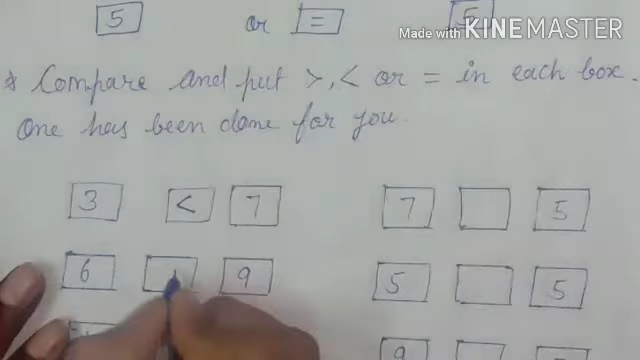 5 or = 5
Made with KINEMASTER
* Compare and put >, < or = in each box.
One has been done for you.
3 < 7 7 5
6 9 5 5
9